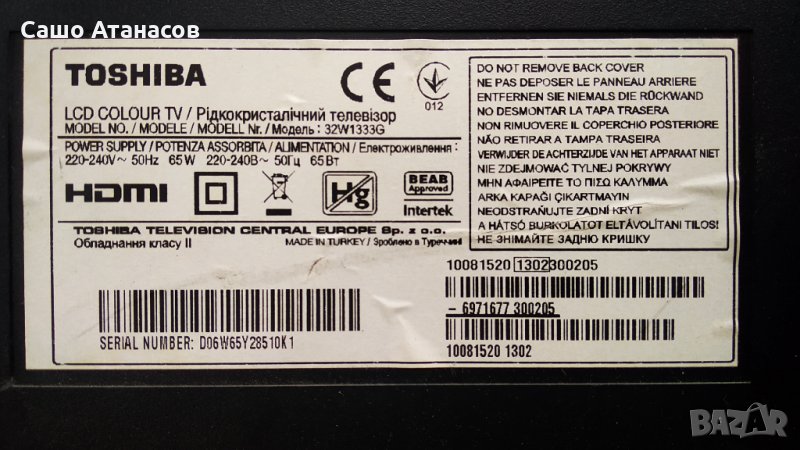 Сашо Атанасов
TOSHIBA
CE
012
LCD COLOUR TV / Рідкокристалічний телевізор
MODEL NO. / MODELE / MODELL Nr. / Модель : 32W1333G
POWER SUPPLY / POTENZA ASSORBITA / ALIMENTATION / Електроживлення :
220-240V~ 50Hz 65W 220-240В~ 50Гц 65Вт
HDMI
Hg
BEAB
Approved
Intertek
TOSHIBA TELEVISION CENTRAL EUROPE Sp. z o.o.
Обладнання класу II
MADE IN TURKEY / Зроблено в Туреччині
DO NOT REMOVE BACK COVER
NE PAS DEPOSER LE PANNEAU ARRIERE
ENTFERNEN SIE NIEMALS DIE RÜCKWAND
NO DESMONTAR LA TAPA TRASERA
NON RIMUOVERE IL COPERCHIO POSTERIORE
NÃO RETIRAR A TAMPA TRASEIRA
VERWIJDER DE ACHTERZIJDE VAN HET APPARAAT NIET
NIE ZDEJMOWAĆ TYLNEJ POKRYWY
ΜΗΝ ΑΦΑΙΡΕΙΤΕ ΤΟ ΠΙΣΩ ΚΑΛΥΜΜΑ
ARKA KAPAĞI ÇIKARTMAYIN
NEODSTRAŇUJTE ZADNÍ KRYT
A HÁTSÓ BURKOLATOT ELTÁVOLÍTANI TILOS!
НЕ ЗНІМАЙТЕ ЗАДНЮ КРИШКУ
10081520 1302 300205
- 6971677 300205
10081520 1302
SERIAL NUMBER: D06W65Y28510K1
BAZAR